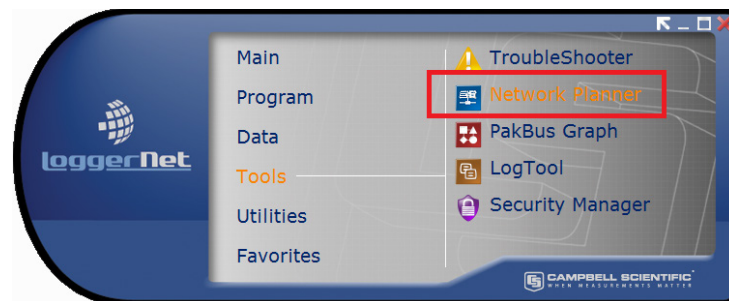 LoggerNet
Main
Program
Data
Tools
Utilities
Favorites
TroubleShooter
Network Planner
PakBus Graph
LogTool
Security Manager
CAMPBELL SCIENTIFIC
WHEN MEASUREMENTS MATTER